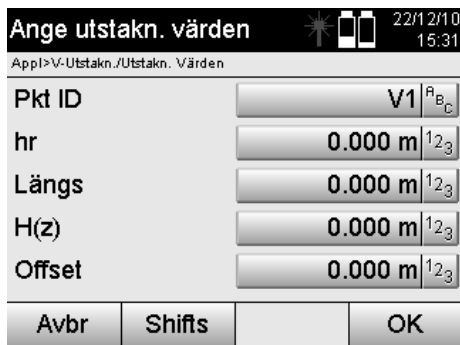 Ange utstakn. värden 22/12/10
15:31
Appl>V-Utstakn./Utstakn. Värden
Pkt ID V1 ABC
hr 0.000 m 123
Längs 0.000 m 123
H(z) 0.000 m 123
Offset 0.000 m 123
Avbr Shifts OK